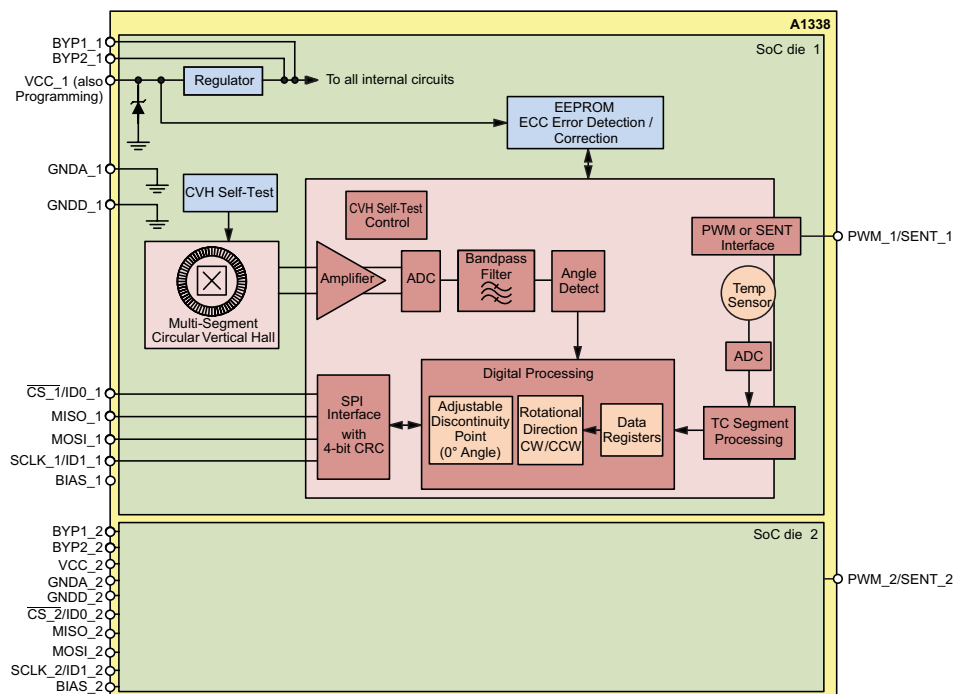 A1338
SoC die 1
BYP1_1
BYP2_1
VCC_1 (also
Programming)
Regulator
To all internal circuits
EEPROM
ECC Error Detection /
Correction
GNDA_1
GNDD_1
CVH Self-Test
CVH Self-Test
Control
PWM or SENT
Interface
PWM_1/SENT_1
Multi-Segment
Circular Vertical Hall
Amplifier
ADC
Bandpass
Filter
Angle
Detect
Temp
Sensor
ADC
CS_1/ID0_1
MISO_1
MOSI_1
SCLK_1/ID1_1
BIAS_1
SPI
Interface
with
4-bit CRC
Digital Processing
Adjustable
Discontinuity
Point
(0° Angle)
Rotational
Direction
CW/CCW
Data
Registers
TC Segment
Processing
SoC die 2
BYP1_2
BYP2_2
VCC_2
GNDA_2
GNDD_2
CS_2/ID0_2
MISO_2
MOSI_2
SCLK_2/ID1_2
BIAS_2
PWM_2/SENT_2